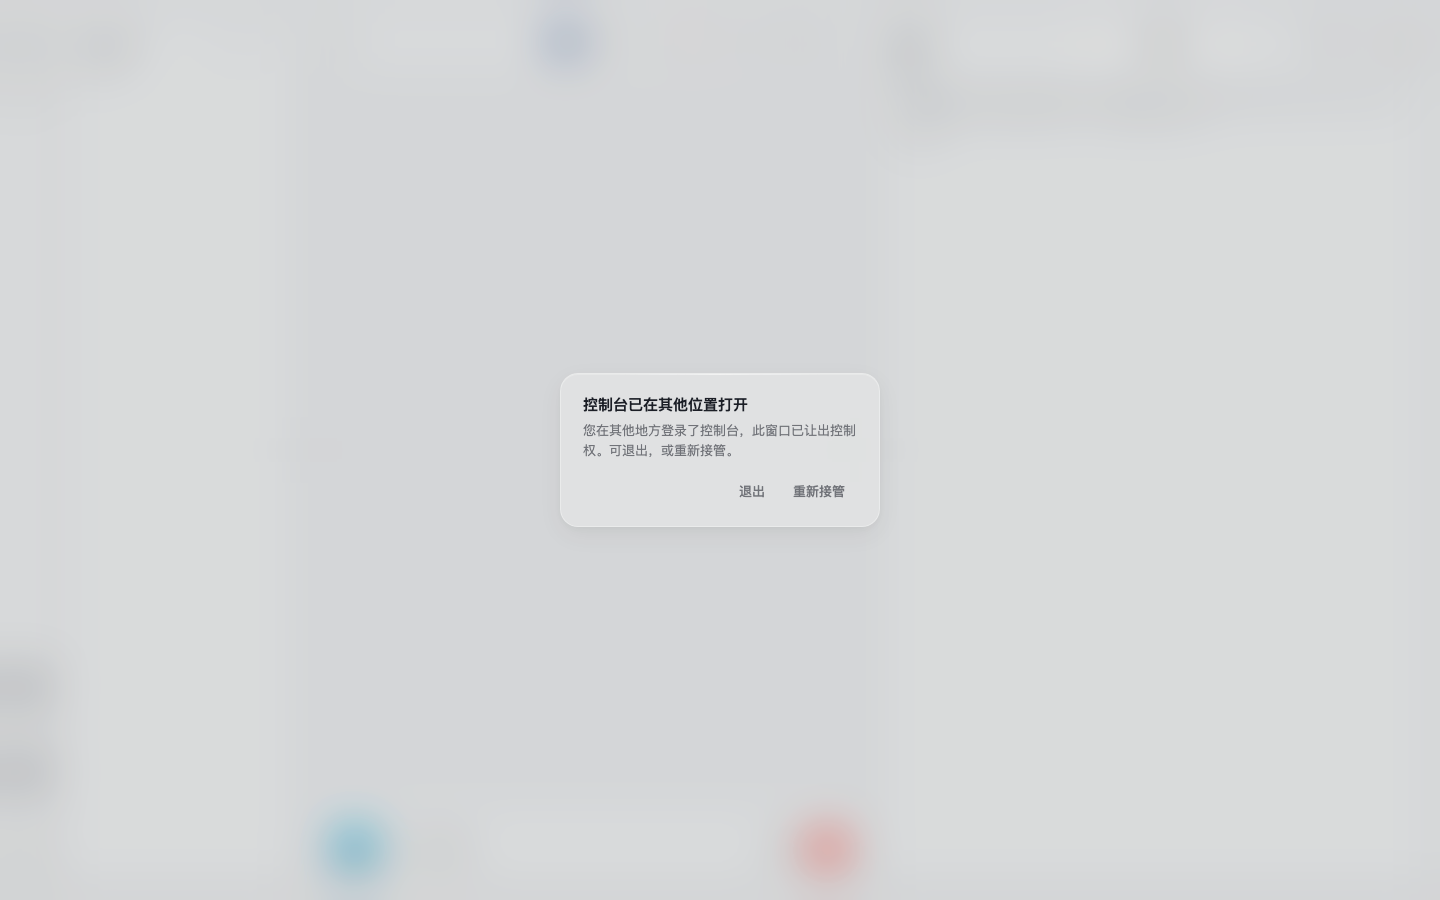 控制台已在其他位置打开
您在其他地方登录了控制台，此窗口已让出控制
权。可退出，或重新接管。
退出 重新接管